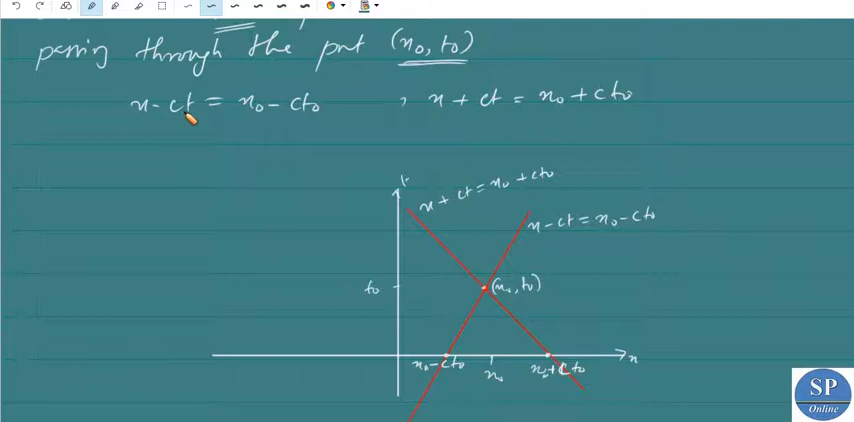 passing through the pnt (x₀, t₀)
x - ct = x₀ - ct₀ , x + ct = x₀ + ct₀
t
x + ct = x₀ + ct₀
x - ct = x₀ - ct₀
t₀
(x₀, t₀)
x₀ - ct₀
x₀
x₀ + ct₀
x
SP
Online